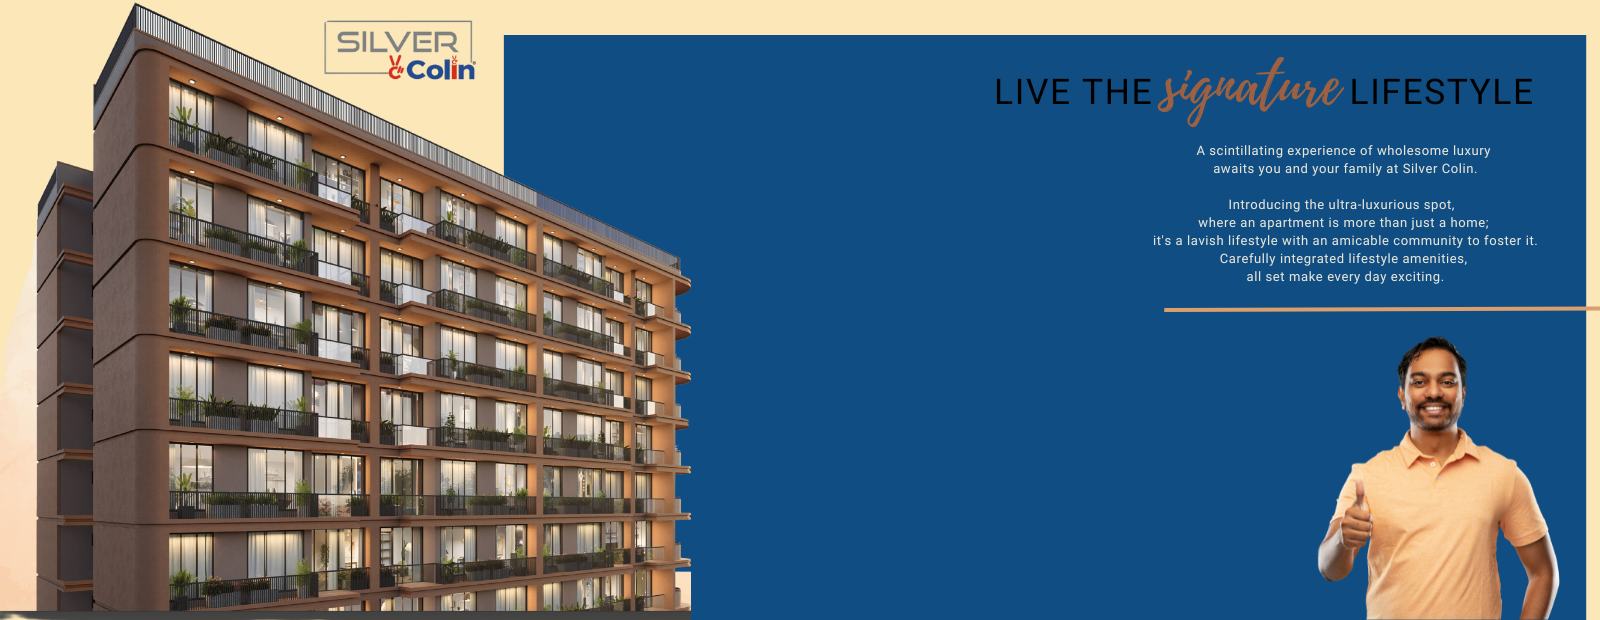 SILVER
Colin
LIVE THE signature LIFESTYLE
A scintillating experience of wholesome luxury
awaits you and your family at Silver Colin.
Introducing the ultra-luxurious spot,
where an apartment is more than just a home;
it's a lavish lifestyle with an amicable community to foster it.
Carefully integrated lifestyle amenities,
all set make every day exciting.